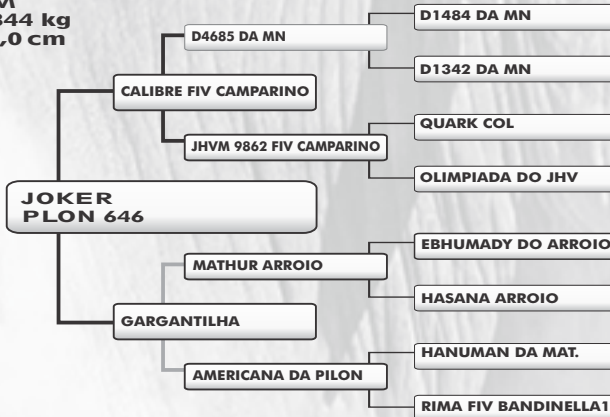 M
844 kg
,0 cm
D1484 DA MN
D4685 DA MN
D1342 DA MN
CALIBRE FIV CAMPARINO
QUARK COL
JHVM 9862 FIV CAMPARINO
OLIMPIADA DO JHV
JOKER
PLON 646
EBHUMADY DO ARROIO
MATHUR ARROIO
HASANA ARROIO
GARGANTILHA
HANUMAN DA MAT.
AMERICANA DA PILON
RIMA FIV BANDINELLA1